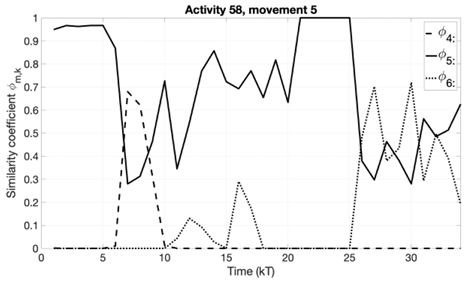 Activity 58, movement 5
Similarity coefficient ϕm,k
1
0.9
0.8
0.7
0.6
0.5
0.4
0.3
0.2
0.1
0
ϕ4:
ϕ5:
ϕ6:
0 5 10 15 20 25 30
Time (kT)